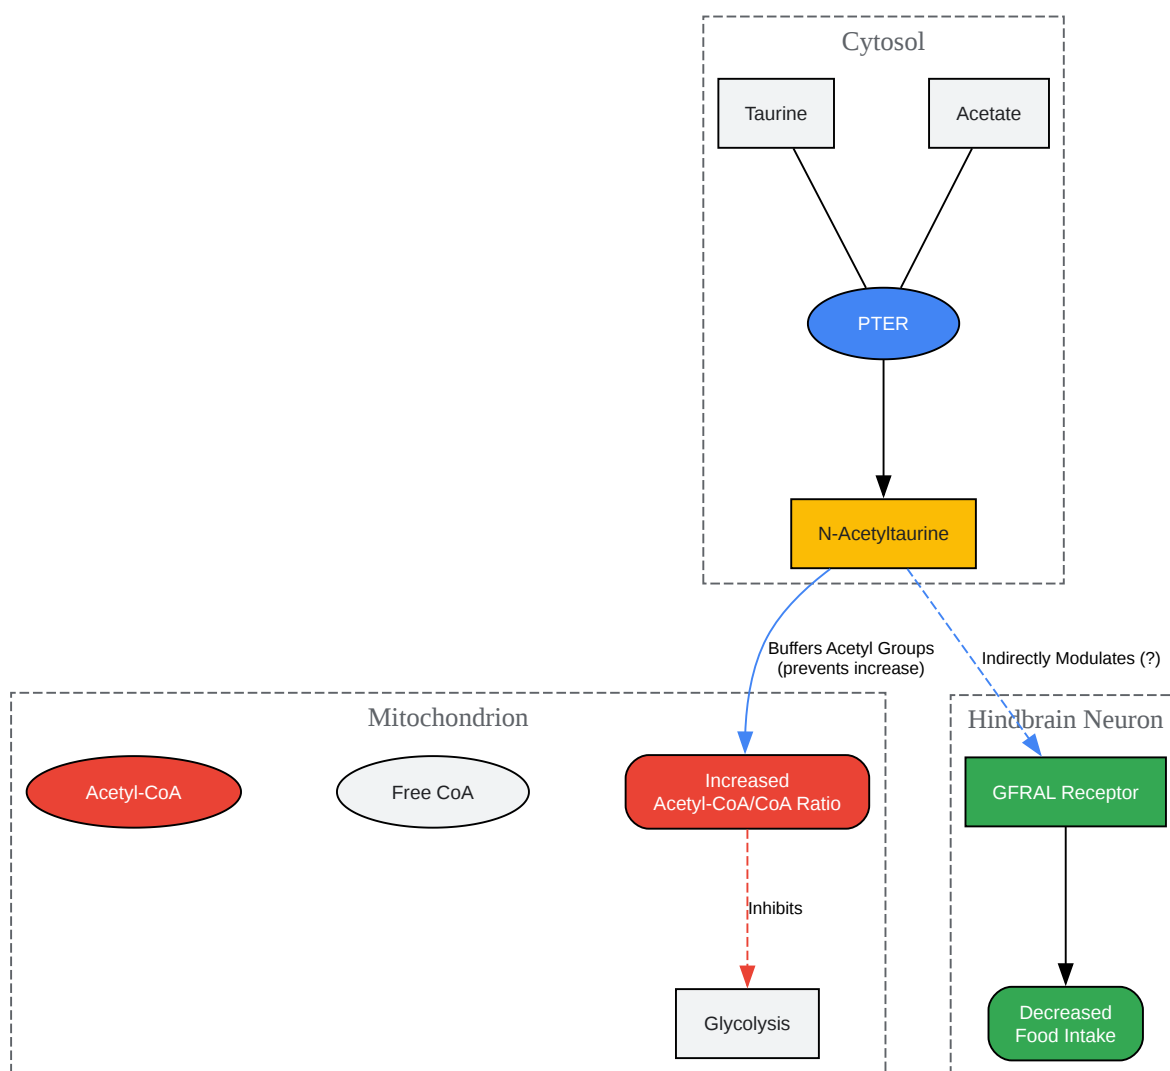 Cytosol
Taurine
Acetate
PTER
N-Acetyltaurine
Buffers Acetyl Groups
(prevents increase)
Indirectly Modulates (?)
Mitochondrion
Hindbrain Neuron
Acetyl-CoA
Free CoA
Increased
Acetyl-CoA/CoA Ratio
GFRAL Receptor
Inhibits
Glycolysis
Decreased
Food Intake